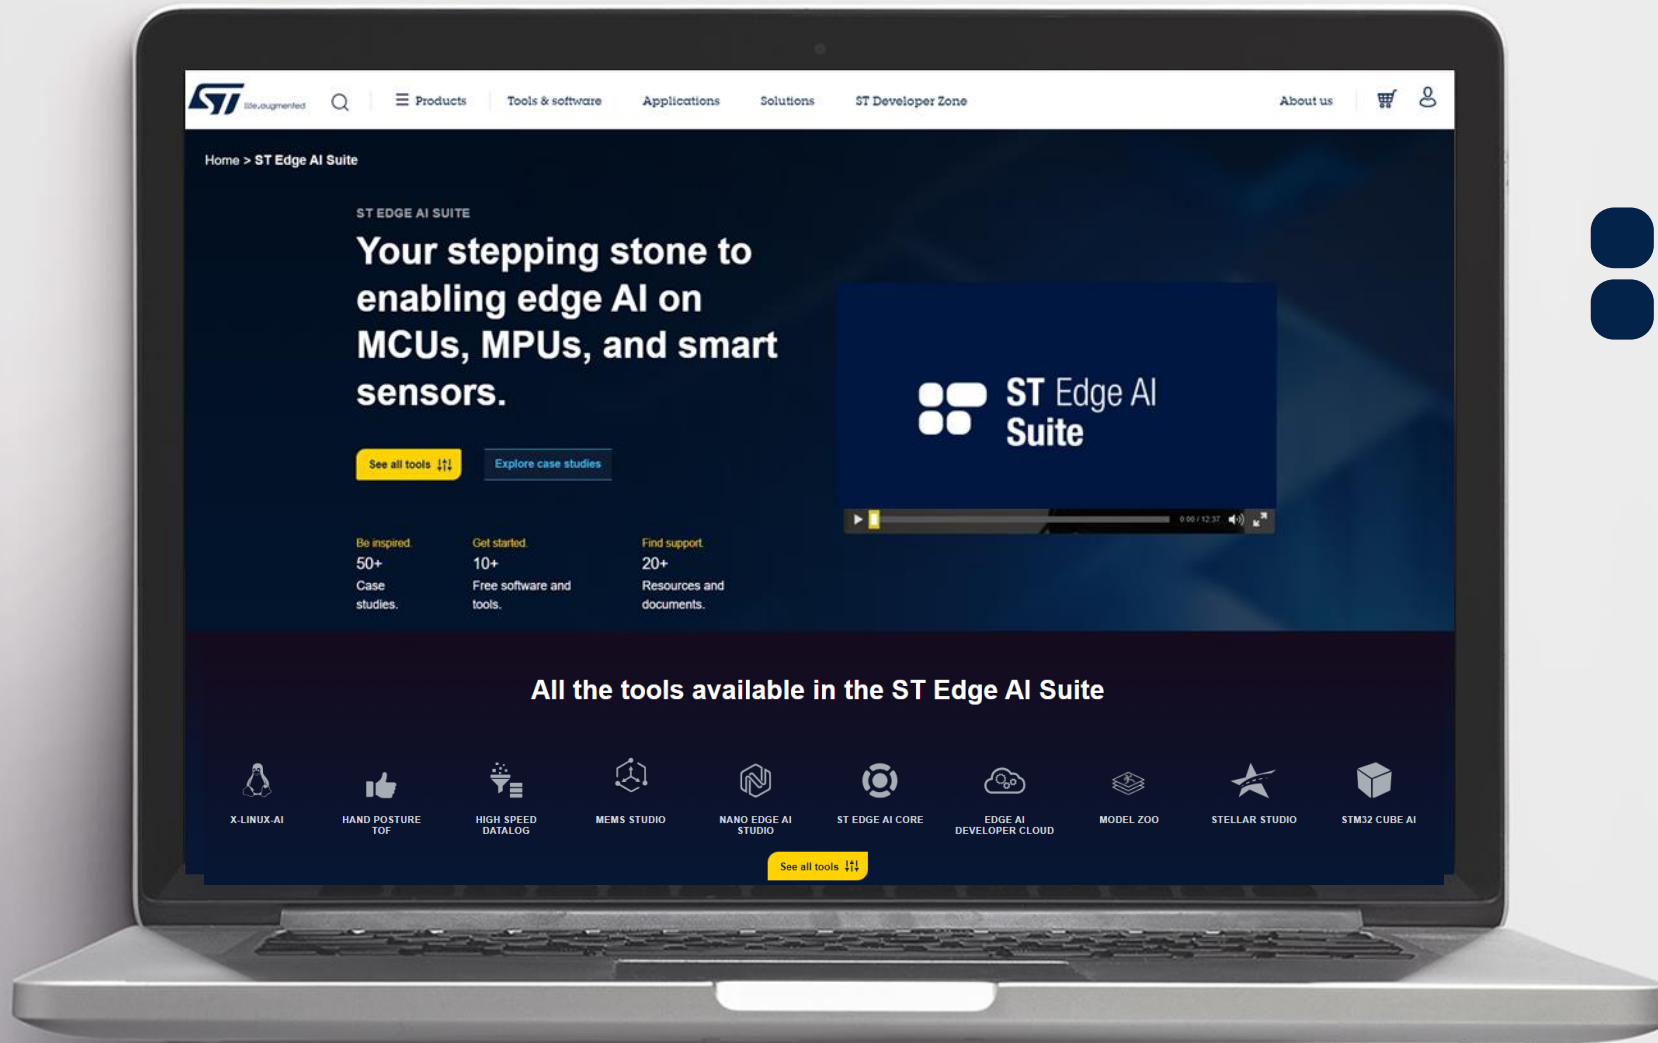 ST life.augmented
Products
Tools & software
Applications
Solutions
ST Developer Zone
About us
Home > ST Edge AI Suite
ST EDGE AI SUITE
Your stepping stone to
enabling edge AI on
MCUs, MPUs, and smart
sensors.
See all tools
Explore case studies
ST Edge AI
Suite
0:00 / 12:37
Be inspired.
50+
Case
studies.
Get started.
10+
Free software and
tools.
Find support.
20+
Resources and
documents.
All the tools available in the ST Edge AI Suite
X-LINUX-AI
HAND POSTURE
TOF
HIGH SPEED
DATALOG
MEMS STUDIO
NANO EDGE AI
STUDIO
ST EDGE AI CORE
EDGE AI
DEVELOPER CLOUD
MODEL ZOO
STELLAR STUDIO
STM32 CUBE AI
See all tools